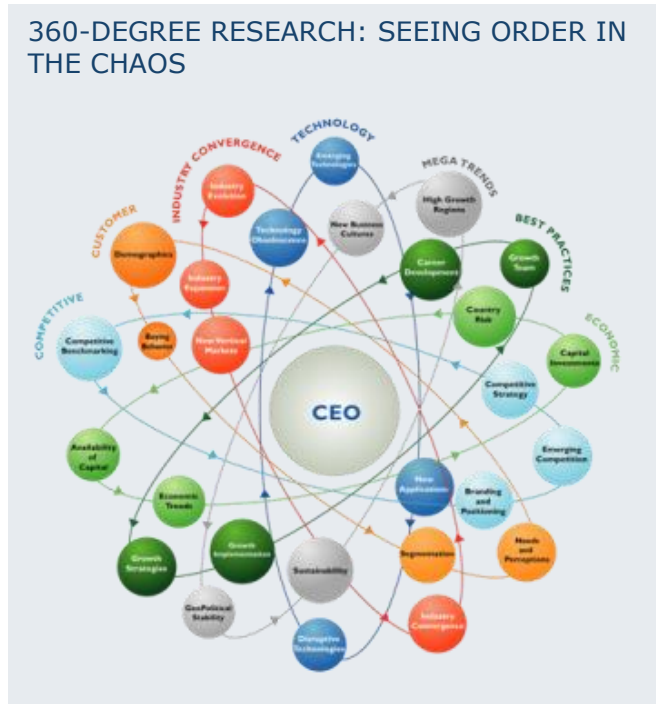 360-DEGREE RESEARCH: SEEING ORDER IN
THE CHAOS
TECHNOLOGY
INDUSTRY CONVERGENCE
MEGA TRENDS
CUSTOMER
BEST PRACTICES
COMPETITIVE
ECONOMIC
Emerging
Technologies
Industry
Evolution
High Growth
Regions
New Business
Cultures
Technology
Obsolescence
Demographics
Career
Development
Growth
Team
Industry
Expansion
Country
Risk
Competitive
Benchmarking
Buying
Behavior
New Vertical
Markets
Capital
Investments
Competitive
Strategy
CEO
Availability
of
Capital
Emerging
Competition
New
Applications
Branding
and
Positioning
Economic
Trends
Growth
Strategies
Growth
Implementation
Sustainability
Segmentation
Needs
and
Perceptions
GeoPolitical
Stability
Industry
Convergence
Disruptive
Technologies